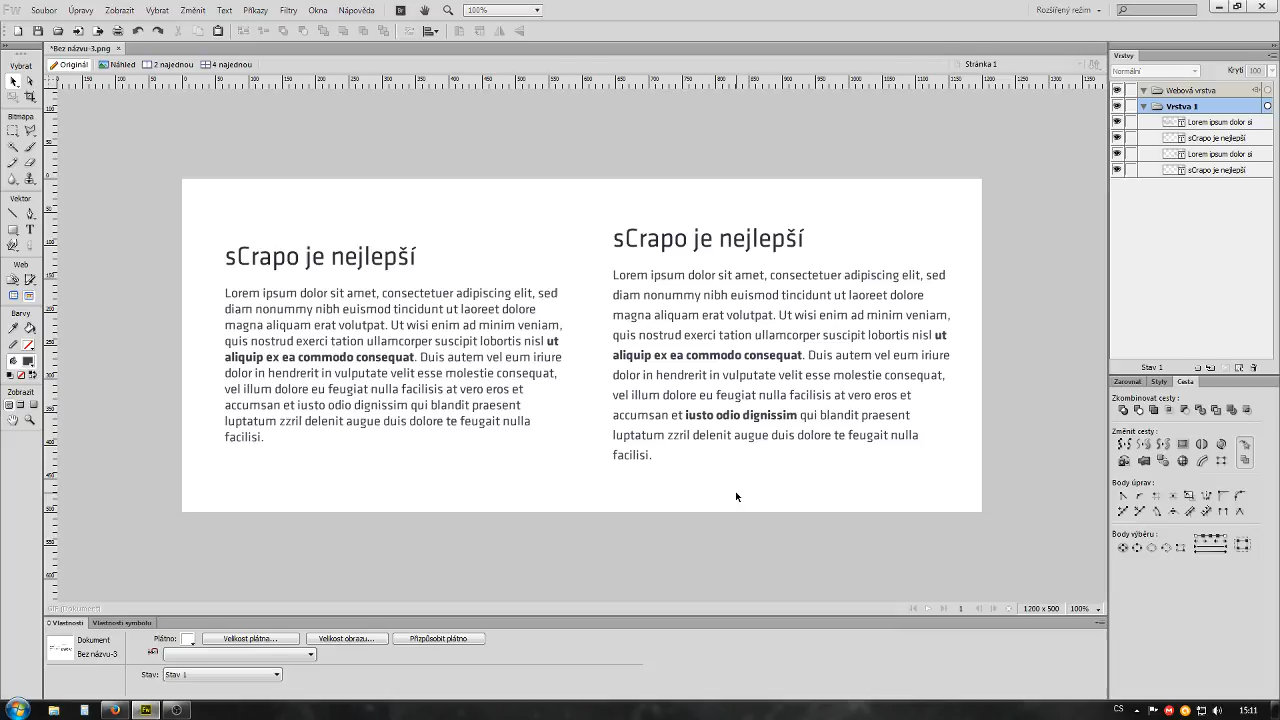 Fw
Soubor
Úpravy
Zobrazit
Vybrat
Změnit
Text
Příkazy
Filtry
Okna
Nápověda
Br
100%
Rozšířený režim
*Bez názvu-3.png
Originál
Náhled
2 najednou
4 najednou
Stránka 1
Vybrat
Bitmapa
Vektor
Web
Barvy
Zobrazit
sCrapo je nejlepší
Lorem ipsum dolor sit amet, consectetuer adipiscing elit, sed
diam nonummy nibh euismod tincidunt ut laoreet dolore
magna aliquam erat volutpat. Ut wisi enim ad minim veniam,
quis nostrud exerci tation ullamcorper suscipit lobortis nisl ut
aliquip ex ea commodo consequat. Duis autem vel eum iriure
dolor in hendrerit in vulputate velit esse molestie consequat,
vel illum dolore eu feugiat nulla facilisis at vero eros et
accumsan et iusto odio dignissim qui blandit praesent
luptatum zzril delenit augue duis dolore te feugait nulla
facilisi.
sCrapo je nejlepší
Lorem ipsum dolor sit amet, consectetuer adipiscing elit, sed
diam nonummy nibh euismod tincidunt ut laoreet dolore
magna aliquam erat volutpat. Ut wisi enim ad minim veniam,
quis nostrud exerci tation ullamcorper suscipit lobortis nisl ut
aliquip ex ea commodo consequat. Duis autem vel eum iriure
dolor in hendrerit in vulputate velit esse molestie consequat,
vel illum dolore eu feugiat nulla facilisis at vero eros et
accumsan et iusto odio dignissim qui blandit praesent
luptatum zzril delenit augue duis dolore te feugait nulla
facilisi.
Vrstvy
Normální
Krytí
100
Webová vrstva
Vrstva 1
Lorem ipsum dolor si
sCrapo je nejlepší
Lorem ipsum dolor si
sCrapo je nejlepší
Stav 1
Zarovnat
Styly
Cesta
Zkombinovat cesty:
Změnit cesty:
Body úprav:
Body výběru:
GIF (Dokument)
1
1200 x 500
100%
Vlastnosti
Vlastnosti symbolu
Dokument
Bez názvu-3
Plátno:
Velikost plátna...
Velikost obrazu...
Přizpůsobit plátno
Stav:
Stav 1
Fw
CS
15:11